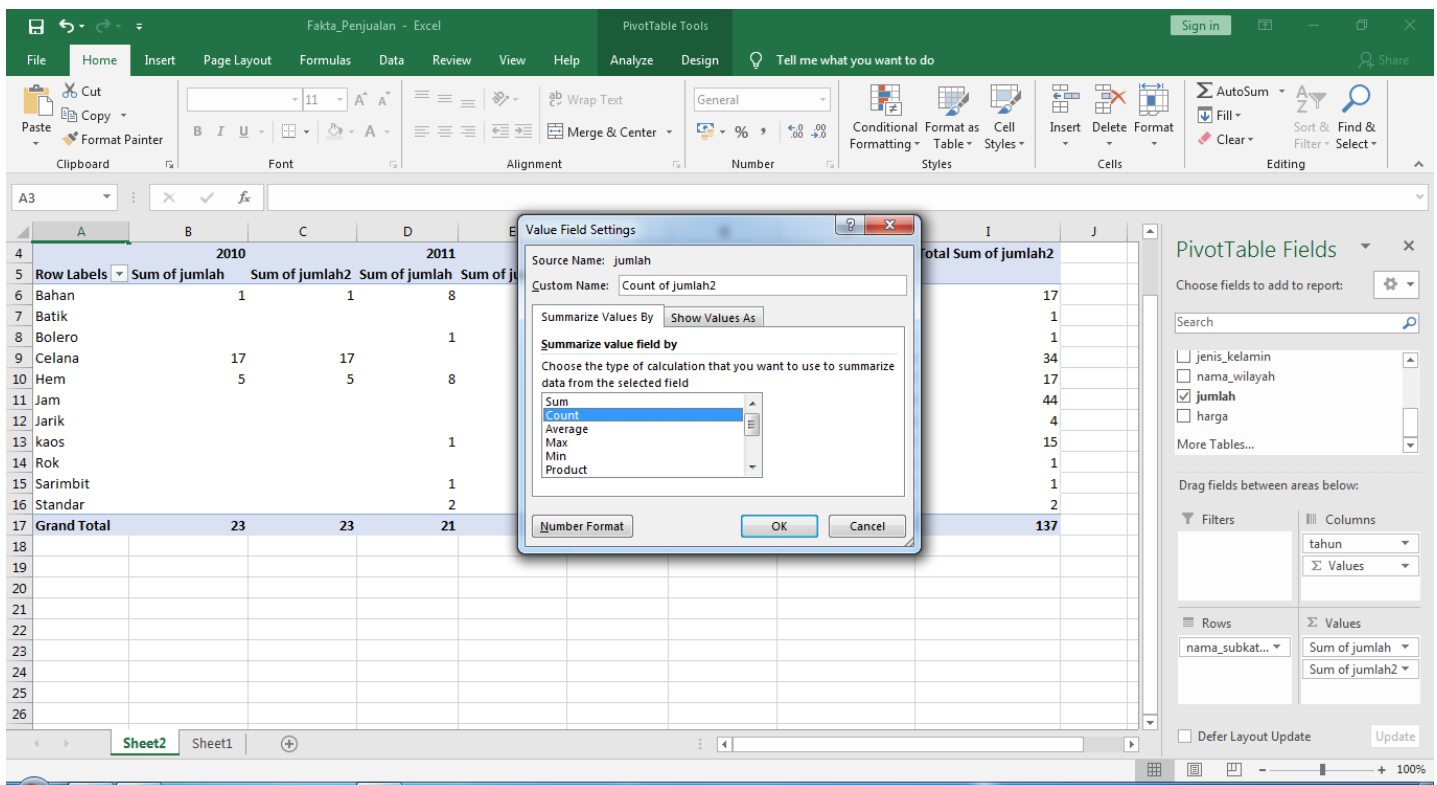 Fakta_Penjualan - Excel PivotTable Tools Sign in
File Home Insert Page Layout Formulas Data Review View Help Analyze Design Tell me what you want to do Share
Paste
Cut
Copy
Format Painter
Clipboard
11 A A
B I U A
Font
Wrap Text
Merge & Center
Alignment
General
% , .0 .00 .00 .0
Number
Conditional Formatting
Format as Table
Cell Styles
Styles
Insert Delete Format
Cells
AutoSum
Fill
Clear
Sort & Filter
Find & Select
Editing
A3 fx
A B C D E I J
4 2010 2011 Total Sum of jumlah2
5 Row Labels Sum of jumlah Sum of jumlah2 Sum of jumlah Sum of ju
6 Bahan 1 1 8 17
7 Batik 1
8 Bolero 1 1
9 Celana 17 17 34
10 Hem 5 5 8 17
11 Jam 44
12 Jarik 4
13 kaos 1 15
14 Rok 1
15 Sarimbit 1 1
16 Standar 2 2
17 Grand Total 23 23 21 137
18
19
20
21
22
23
24
25
26
Value Field Settings ? X
Source Name: jumlah
Custom Name: Count of jumlah2
Summarize Values By Show Values As
Summarize value field by
Choose the type of calculation that you want to use to summarize
data from the selected field
Sum
Count
Average
Max
Min
Product
Number Format OK Cancel
PivotTable Fields
Choose fields to add to report:
Search
jenis_kelamin
nama_wilayah
jumlah
harga
More Tables...
Drag fields between areas below:
Filters
Columns
tahun
Σ Values
Rows
nama_subkat...
Σ Values
Sum of jumlah
Sum of jumlah2
Defer Layout Update Update
Sheet2 Sheet1
- + 100%